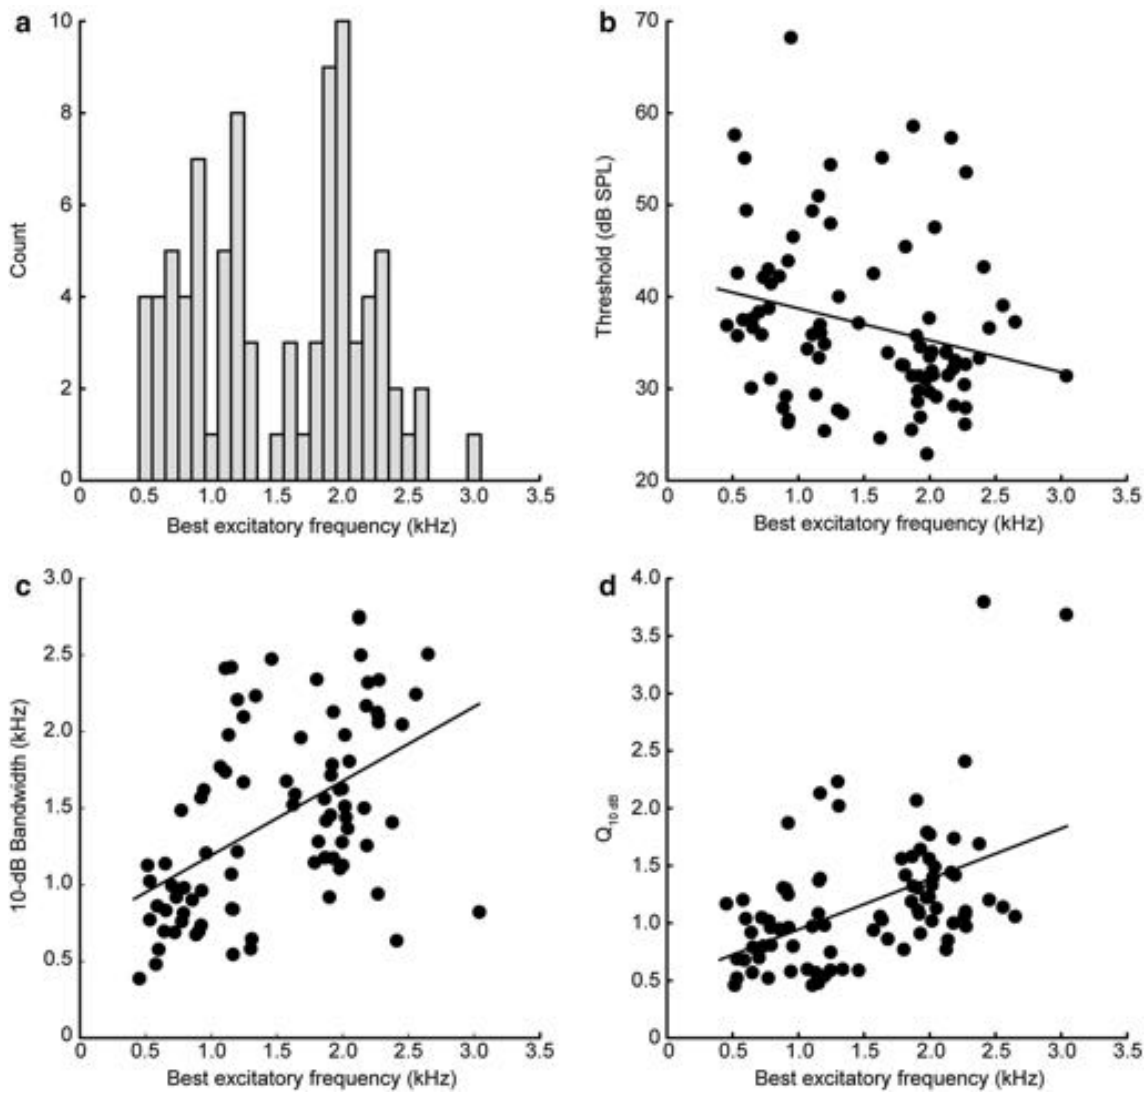 a
10
8
6
4
2
0
Count
0 0.5 1.0 1.5 2.0 2.5 3.0 3.5
Best excitatory frequency (kHz)
b
70
60
50
40
30
20
Threshold (dB SPL)
0 0.5 1.0 1.5 2.0 2.5 3.0 3.5
Best excitatory frequency (kHz)
c
3.0
2.5
2.0
1.5
1.0
0.5
0
10-dB Bandwidth (kHz)
0 0.5 1.0 1.5 2.0 2.5 3.0 3.5
Best excitatory frequency (kHz)
d
4.0
3.5
3.0
2.5
2.0
1.5
1.0
0.5
0
Q10 dB
0 0.5 1.0 1.5 2.0 2.5 3.0 3.5
Best excitatory frequency (kHz)